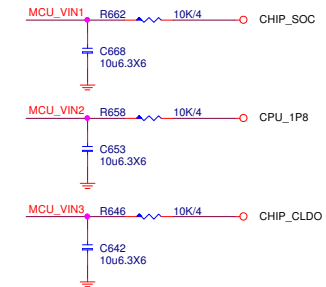 MCU_VIN1 R662 10K/4 CHIP_SOC
C668
10u6.3X6
MCU_VIN2 R658 10K/4 CPU_1P8
C653
10u6.3X6
MCU_VIN3 R646 10K/4 CHIP_CLDO
C642
10u6.3X6